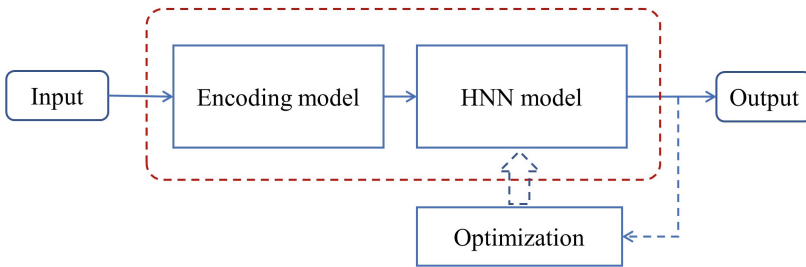 Input
Encoding model
HNN model
Output
Optimization